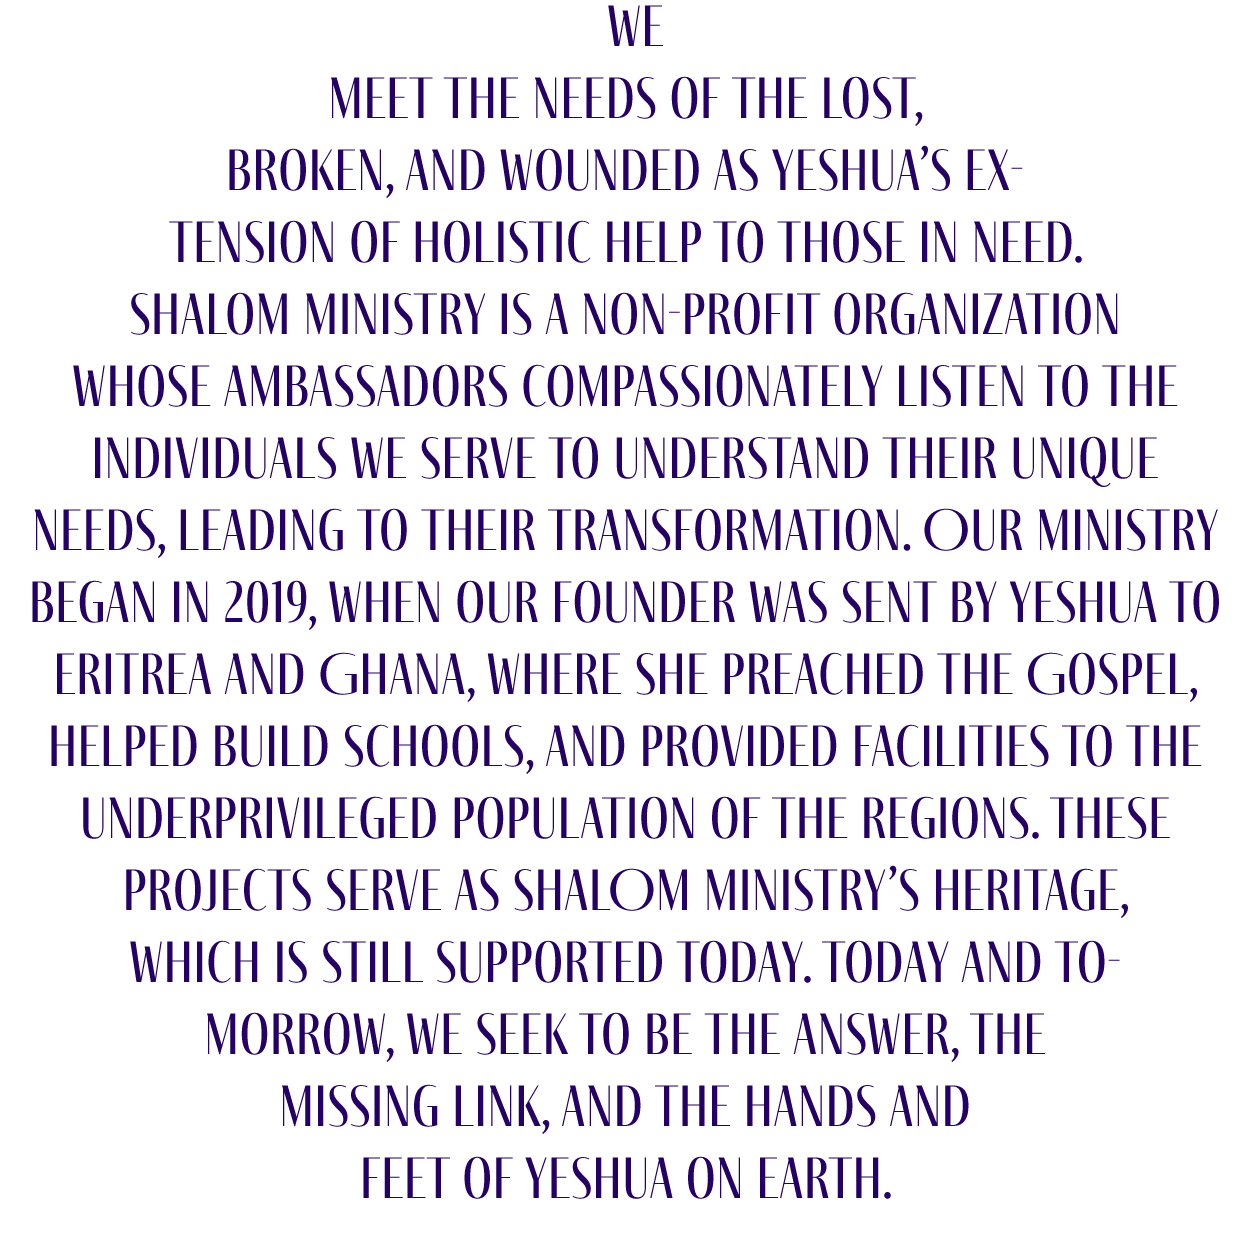 WE
MEET THE NEEDS OF THE LOST,
BROKEN, AND WOUNDED AS YESHUA'S EX-
TENSION OF HOLISTIC HELP TO THOSE IN NEED.
SHALOM MINISTRY IS A NON-PROFIT ORGANIZATION
WHOSE AMBASSADORS COMPASSIONATELY LISTEN TO THE
INDIVIDUALS WE SERVE TO UNDERSTAND THEIR UNIQUE
NEEDS, LEADING TO THEIR TRANSFORMATION. OUR MINISTRY
BEGAN IN 2019, WHEN OUR FOUNDER WAS SENT BY YESHUA TO
ERITREA AND GHANA, WHERE SHE PREACHED THE GOSPEL,
HELPED BUILD SCHOOLS, AND PROVIDED FACILITIES TO THE
UNDERPRIVILEGED POPULATION OF THE REGIONS. THESE
PROJECTS SERVE AS SHALOM MINISTRY'S HERITAGE,
WHICH IS STILL SUPPORTED TODAY. TODAY AND TO-
MORROW, WE SEEK TO BE THE ANSWER, THE
MISSING LINK, AND THE HANDS AND
FEET OF YESHUA ON EARTH.